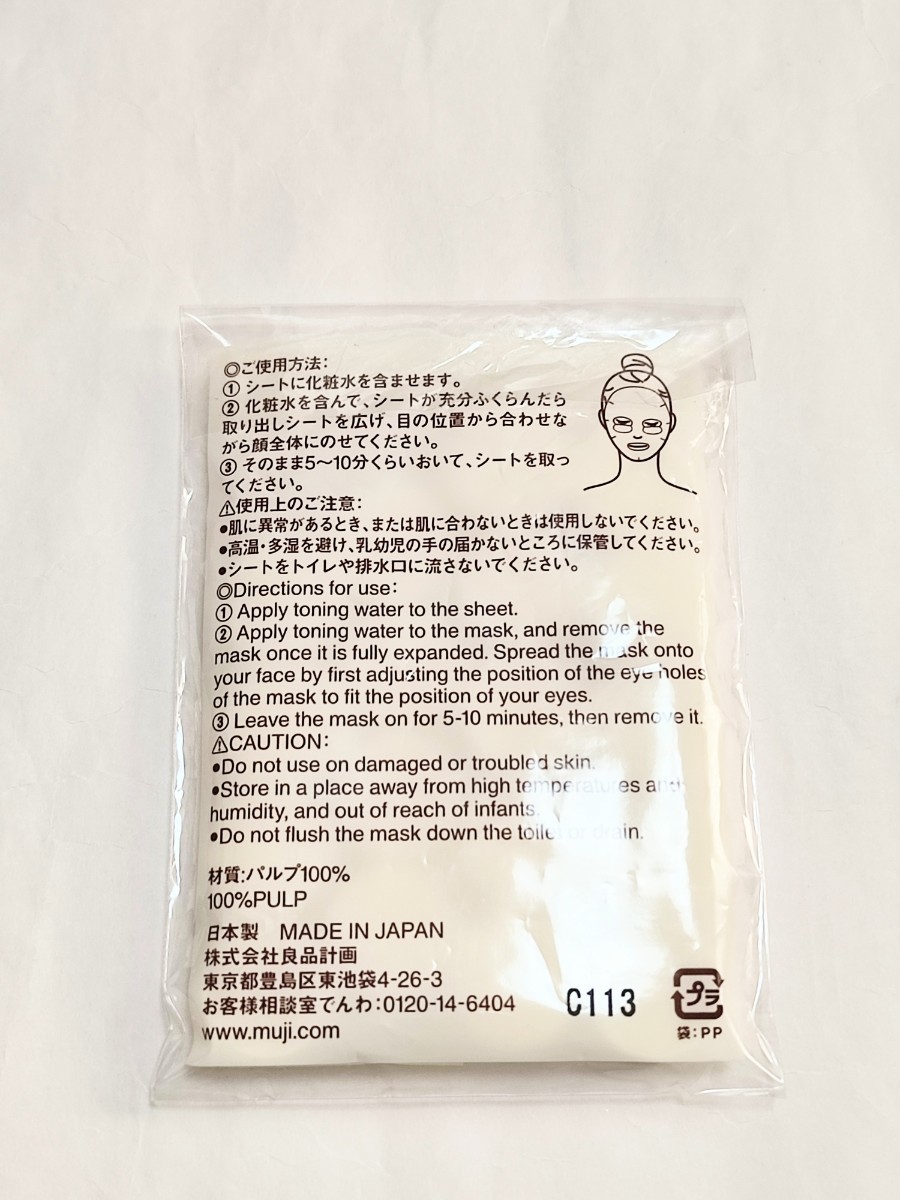 ◎ご使用方法:
① シートに化粧水を含ませます。
② 化粧水を含んで、シートが充分ふくらんだら
取り出しシートを広げ、目の位置から合わせな
がら顔全体にのせてください。
③ そのまま5〜10分くらいおいて、シートを取っ
てください。
⚠使用上のご注意:
●肌に異常があるとき、または肌に合わないときは使用しないでください。
●高温・多湿を避け、乳幼児の手の届かないところに保管してください。
●シートをトイレや排水口に流さないでください。
◎Directions for use:
① Apply toning water to the sheet.
② Apply toning water to the mask, and remove the
mask once it is fully expanded. Spread the mask onto
your face by first adjusting the position of the eye holes
of the mask to fit the position of your eyes.
③ Leave the mask on for 5-10 minutes, then remove it.
⚠CAUTION:
●Do not use on damaged or troubled skin.
●Store in a place away from high temperatures and
humidity, and out of reach of infants.
●Do not flush the mask down the toilet or drain.
材質:パルプ100%
100%PULP
日本製 MADE IN JAPAN
株式会社良品計画
東京都豊島区東池袋4-26-3
お客様相談室でんわ:0120-14-6404
www.muji.com
C113
プラ
袋:PP